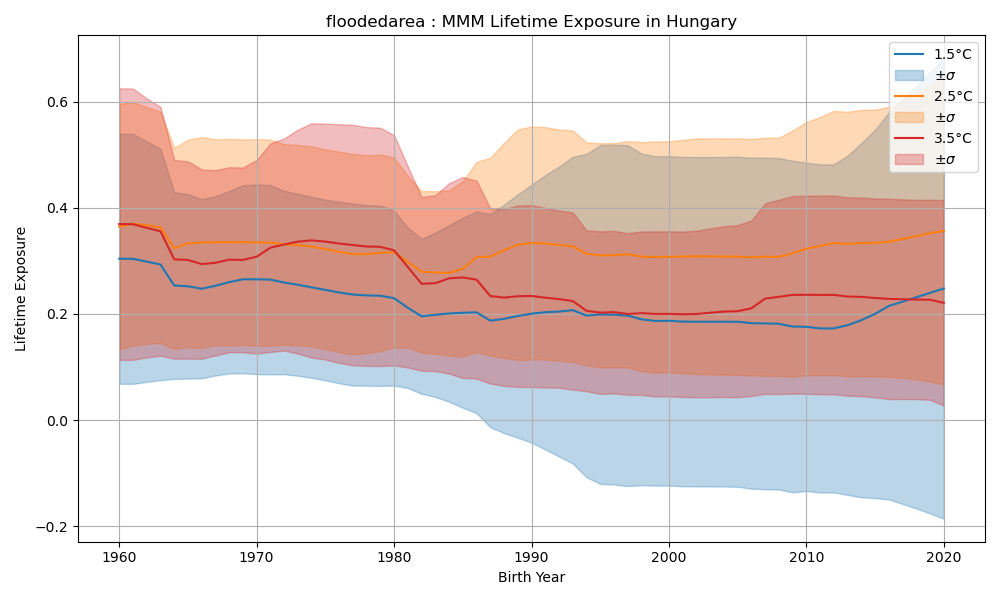 floodedarea : MMM Lifetime Exposure in Hungary
1.5°C
±σ
2.5°C
±σ
3.5°C
±σ
Lifetime Exposure
0.6
0.4
0.2
0.0
−0.2
1960
1970
1980
1990
2000
2010
2020
Birth Year